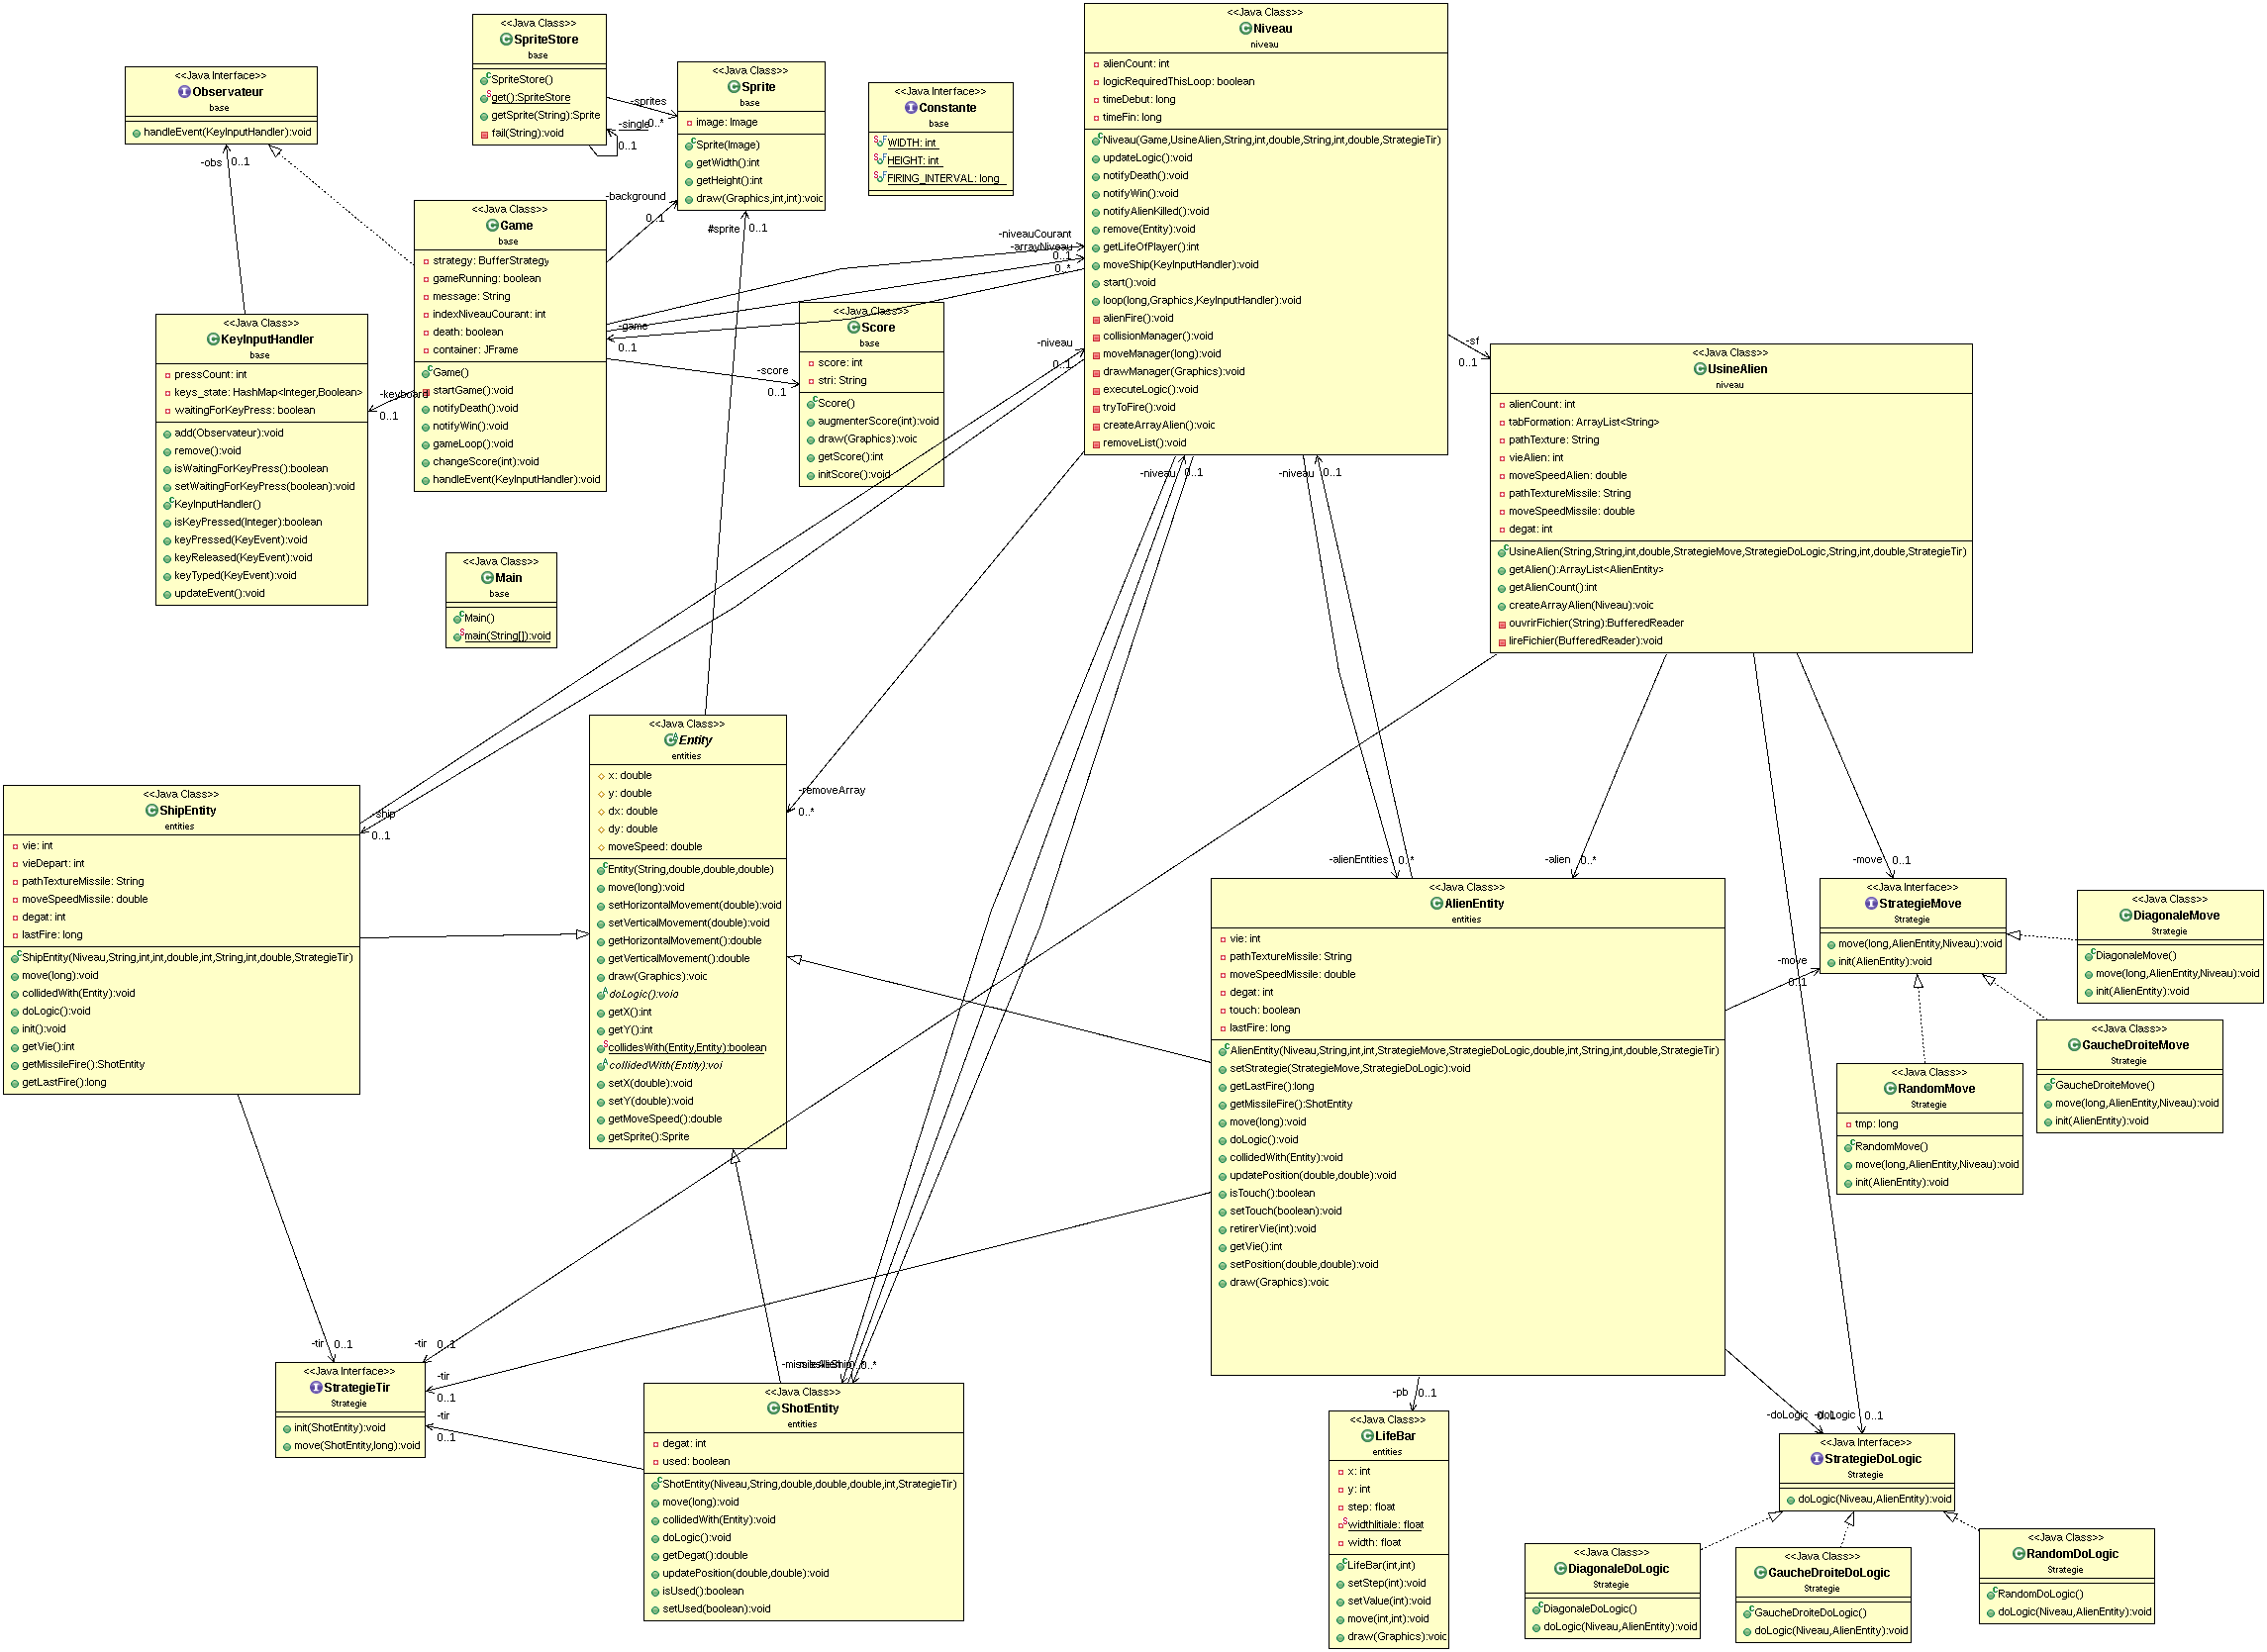 <<Java Class>>
SpriteStore
base
SpriteStore()
get():SpriteStore
getSprite(String):Sprite
fail(String):void
<<Java Interface>>
Observateur
base
handleEvent(KeyInputHandler):void
<<Java Class>>
Sprite
base
image: Image
Sprite(Image)
getWidth():int
getHeight():int
draw(Graphics,int,int):voic
<<Java Interface>>
Constante
base
WIDTH: int
HEIGHT: int
FIRING_INTERVAL: long
<<Java Class>>
Niveau
niveau
alienCount: int
logicRequiredThisLoop: boolean
timeDebut: long
timeFin: long
Niveau(Game,UsineAlien,String,int,double,String,int,double,StrategieTir)
updateLogic():void
notifyDeath():void
notifyWin():void
notifyAlienKilled():void
remove(Entity):void
getLifeOfPlayer():int
moveShip(KeyInputHandler):void
start():void
loop(long,Graphics,KeyInputHandler):void
alienFire():void
collisionManager():void
moveManager(long):void
drawManager(Graphics):void
executeLogic():void
tryToFire():void
createArrayAlien():voic
removeList():void
-sprites
0..*
-single
0..1
-obs
0..1
-background
0..1
#sprite
0..1
-niveauCourant
0..1
-arrayNiveau
0..*
-game
0..1
-score
0..1
-keyboard
0..1
-niveau
0..1
-sf
0..1
<<Java Class>>
Game
base
strategy: BufferStrategy
gameRunning: boolean
message: String
indexNiveauCourant: int
death: boolean
container: JFrame
Game()
startGame():void
notifyDeath():void
notifyWin():void
gameLoop():void
changeScore(int):void
handleEvent(KeyInputHandler):void
<<Java Class>>
KeyInputHandler
base
pressCount: int
keys_state: HashMap<Integer,Boolean>
waitingForKeyPress: boolean
add(Observateur):void
remove():void
isWaitingForKeyPress():boolean
setWaitingForKeyPress(boolean):void
KeyInputHandler()
isKeyPressed(Integer):boolean
keyPressed(KeyEvent):void
keyReleased(KeyEvent):void
keyTyped(KeyEvent):void
updateEvent():void
<<Java Class>>
Score
base
score: int
stri: String
Score()
augmenterScore(int):void
draw(Graphics):voic
getScore():int
initScore():void
<<Java Class>>
UsineAlien
niveau
alienCount: int
tabFormation: ArrayList<String>
pathTexture: String
vieAlien: int
moveSpeedAlien: double
pathTextureMissile: String
moveSpeedMissile: double
degat: int
UsineAlien(String,String,int,double,StrategieMove,StrategieDoLogic,String,int,double,StrategieTir)
getAlien():ArrayList<AlienEntity>
getAlienCount():int
createArrayAlien(Niveau):voic
ouvrirFichier(String):BufferedReader
lireFichier(BufferedReader):void
<<Java Class>>
Main
base
Main()
main(String[]):void
-niveau 0..1
-niveau 0..1
<<Java Class>>
Entity
entities
x: double
y: double
dx: double
dy: double
moveSpeed: double
Entity(String,double,double,double)
move(long):void
setHorizontalMovement(double):void
setVerticalMovement(double):void
getHorizontalMovement():double
getVerticalMovement():double
draw(Graphics):voic
doLogic():void
getX():int
getY():int
collidesWith(Entity,Entity):boolean
collidedWith(Entity):voi
setX(double):void
setY(double):void
getMoveSpeed():double
getSprite():Sprite
-removeArray
0..*
<<Java Class>>
ShipEntity
entities
vie: int
vieDepart: int
pathTextureMissile: String
moveSpeedMissile: double
degat: int
lastFire: long
ShipEntity(Niveau,String,int,int,double,int,String,int,double,StrategieTir)
move(long):void
collidedWith(Entity):void
doLogic():void
init():void
getVie():int
getMissileFire():ShotEntity
getLastFire():long
-ship
0..1
-alienEntities 0..*
-alien 0..*
-move 0..1
<<Java Class>>
AlienEntity
entities
vie: int
pathTextureMissile: String
moveSpeedMissile: double
degat: int
touch: boolean
lastFire: long
AlienEntity(Niveau,String,int,int,StrategieMove,StrategieDoLogic,double,int,String,int,double,StrategieTir)
setStrategie(StrategieMove,StrategieDoLogic):void
getLastFire():long
getMissileFire():ShotEntity
move(long):void
doLogic():void
collidedWith(Entity):void
updatePosition(double,double):void
isTouch():boolean
setTouch(boolean):void
retirerVie(int):void
getVie():int
setPosition(double,double):void
draw(Graphics):voic
<<Java Interface>>
StrategieMove
Strategie
move(long,AlienEntity,Niveau):void
init(AlienEntity):void
-move
0..1
<<Java Class>>
DiagonaleMove
Strategie
DiagonaleMove()
move(long,AlienEntity,Niveau):void
init(AlienEntity):void
<<Java Class>>
GaucheDroiteMove
Strategie
GaucheDroiteMove()
move(long,AlienEntity,Niveau):void
init(AlienEntity):void
<<Java Class>>
RandomMove
Strategie
tmp: long
RandomMove()
move(long,AlienEntity,Niveau):void
init(AlienEntity):void
-tir 0..1
-tir 0..1
-tir
0..1
-tir
0..1
<<Java Interface>>
StrategieTir
Strategie
init(ShotEntity):void
move(ShotEntity,long):void
0..*
<<Java Class>>
ShotEntity
entities
degat: int
used: boolean
ShotEntity(Niveau,String,double,double,double,int,StrategieTir)
move(long):void
collidedWith(Entity):void
doLogic():void
getDegat():double
updatePosition(double,double):void
isUsed():boolean
setUsed(boolean):void
-pb 0..1
<<Java Class>>
LifeBar
entities
x: int
y: int
step: float
widthIitiale: float
width: float
LifeBar(int,int)
setStep(int):void
setValue(int):void
move(int,int):void
draw(Graphics):voic
-doLogic 0..1
-doLogic 0..1
<<Java Interface>>
StrategieDoLogic
Strategie
doLogic(Niveau,AlienEntity):void
<<Java Class>>
DiagonaleDoLogic
Strategie
DiagonaleDoLogic()
doLogic(Niveau,AlienEntity):void
<<Java Class>>
GaucheDroiteDoLogic
Strategie
GaucheDroiteDoLogic()
doLogic(Niveau,AlienEntity):void
<<Java Class>>
RandomDoLogic
Strategie
RandomDoLogic()
doLogic(Niveau,AlienEntity):void